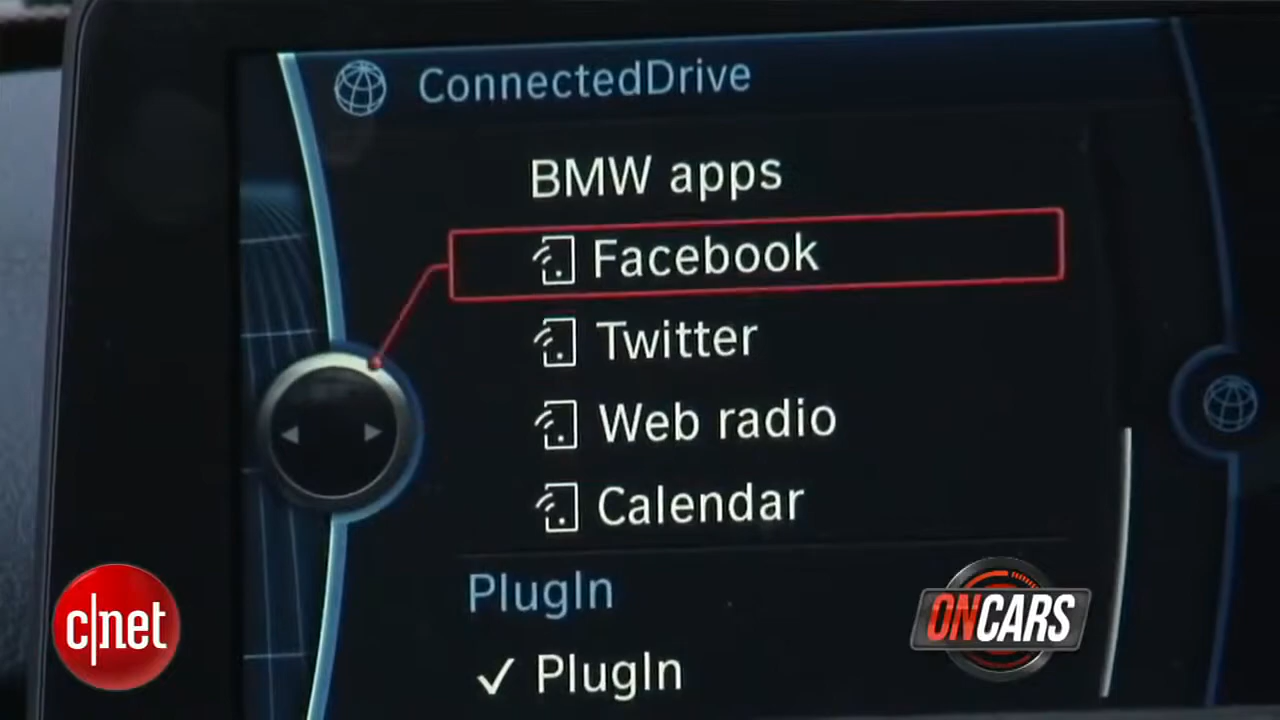 ConnectedDrive
BMW apps
Facebook
Twitter
Web radio
Calendar
PlugIn
PlugIn
c|net
ONCARS